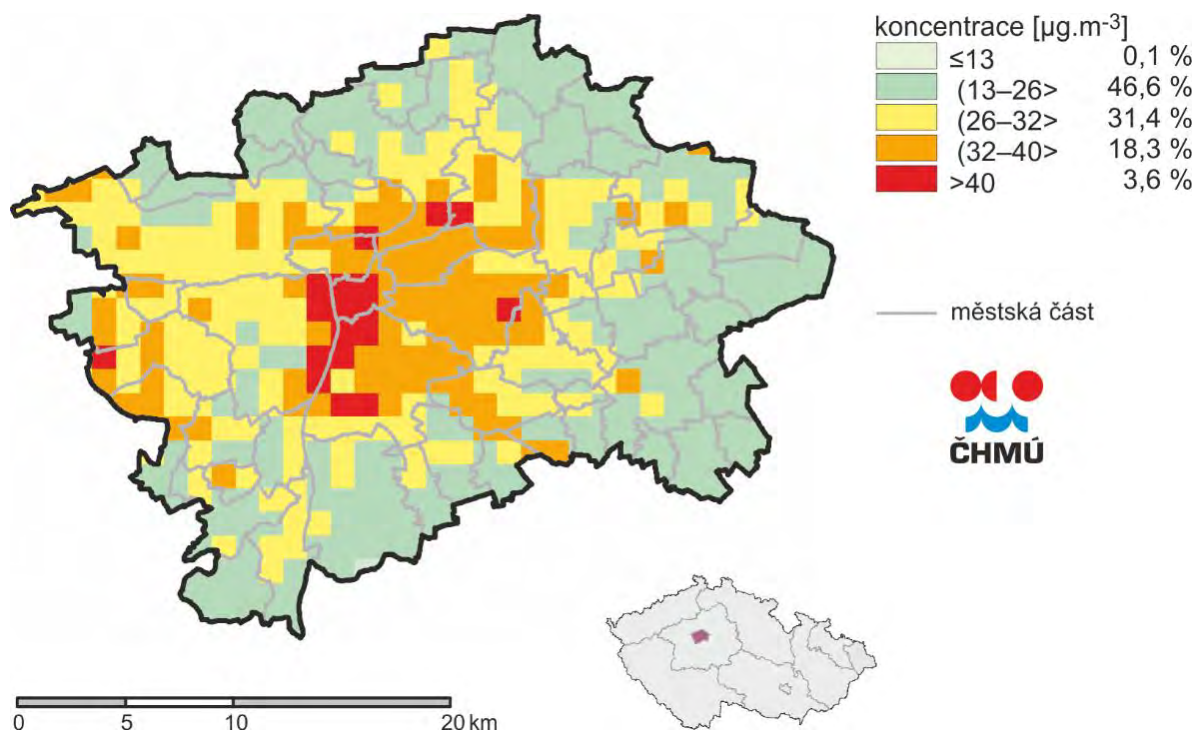 koncentrace [µg.m⁻³]
≤13 0,1 %
(13–26> 46,6 %
(26–32> 31,4 %
(32–40> 18,3 %
>40 3,6 %
městská část
ČHMÚ
0 5 10 20 km